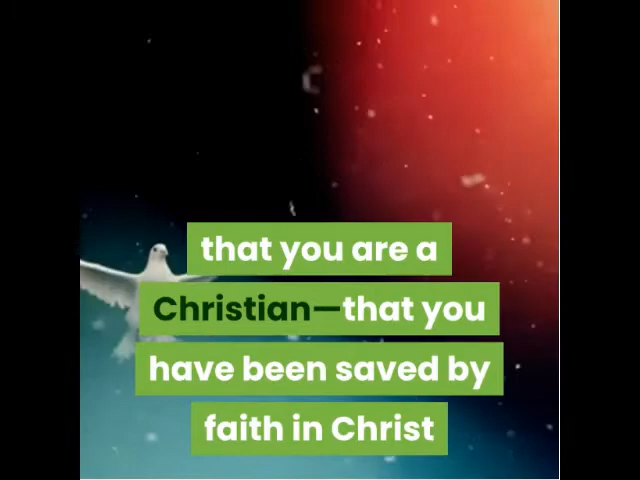 that you are a
Christian—that you
have been saved by
faith in Christ